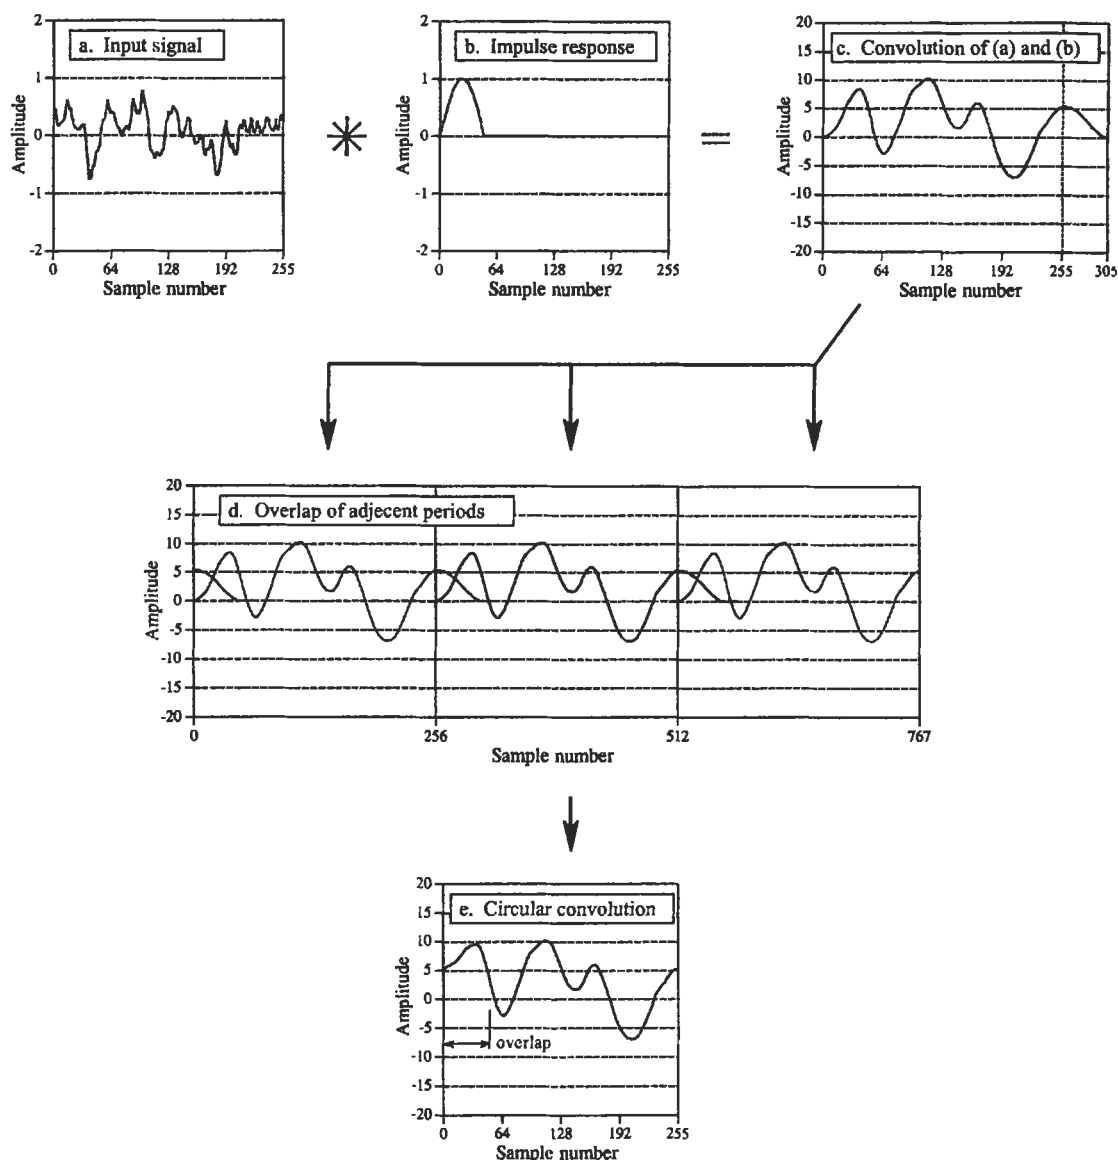 a. Input signal
2
1
0
-1
-2
Amplitude
0 64 128 192 255
Sample number
b. Impulse response
2
1
0
-1
-2
Amplitude
0 64 128 192 255
Sample number
c. Convolution of (a) and (b)
20
15
10
5
0
-5
-10
-15
-20
Amplitude
0 64 128 192 255 305
Sample number
d. Overlap of adjecent periods
20
15
10
5
0
-5
-10
-15
-20
Amplitude
0 256 512 767
Sample number
e. Circular convolution
20
15
10
5
0
-5
-10
-15
-20
Amplitude
overlap
0 64 128 192 255
Sample number